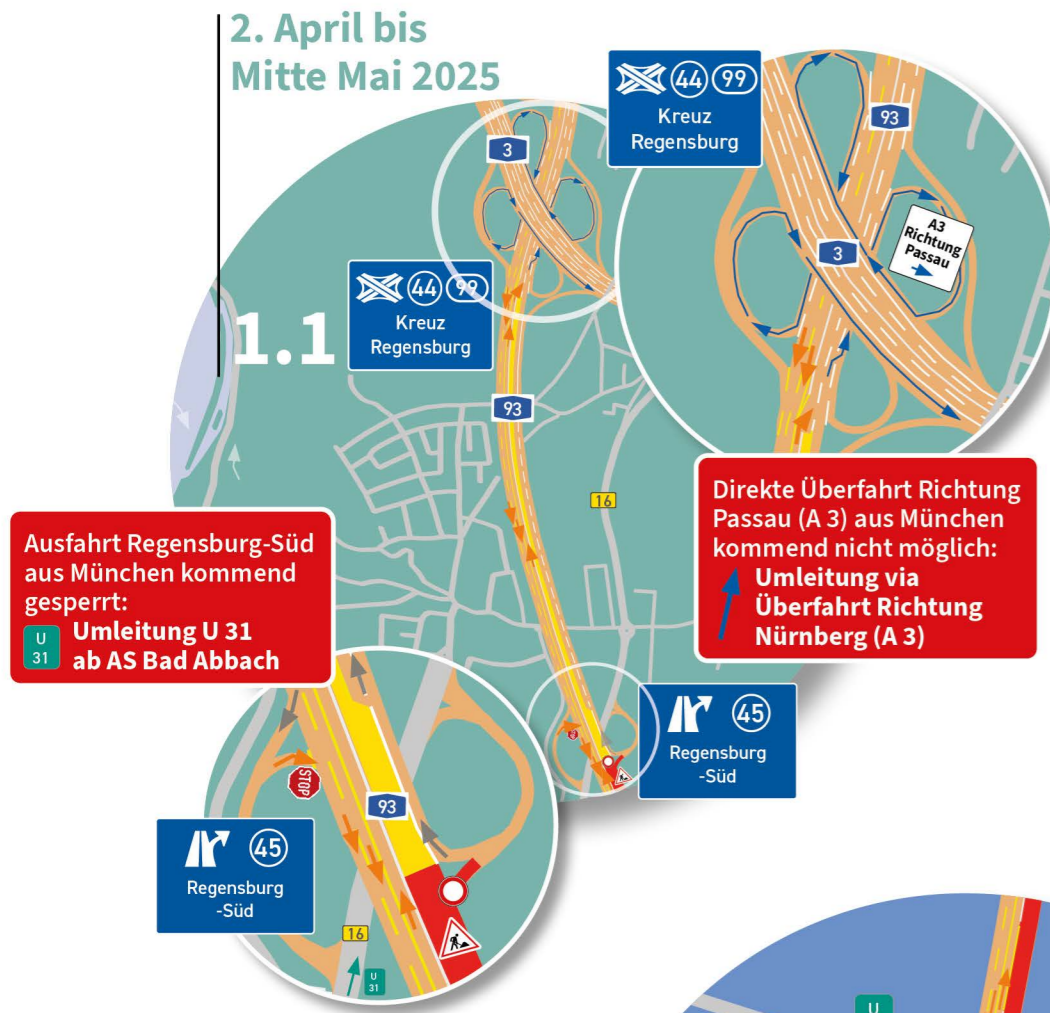 2. April bis
Mitte Mai 2025
44 99
Kreuz
Regensburg
93
3
A3
Richtung
Passau
3
44 99
Kreuz
Regensburg
1.1
93
16
Ausfahrt Regensburg-Süd
aus München kommend
gesperrt:
U
31
Umleitung U 31
ab AS Bad Abbach
Direkte Überfahrt Richtung
Passau (A 3) aus München
kommend nicht möglich:
Umleitung via
Überfahrt Richtung
Nürnberg (A 3)
45
Regensburg
-Süd
STOP
93
45
Regensburg
-Süd
16
U
31
U